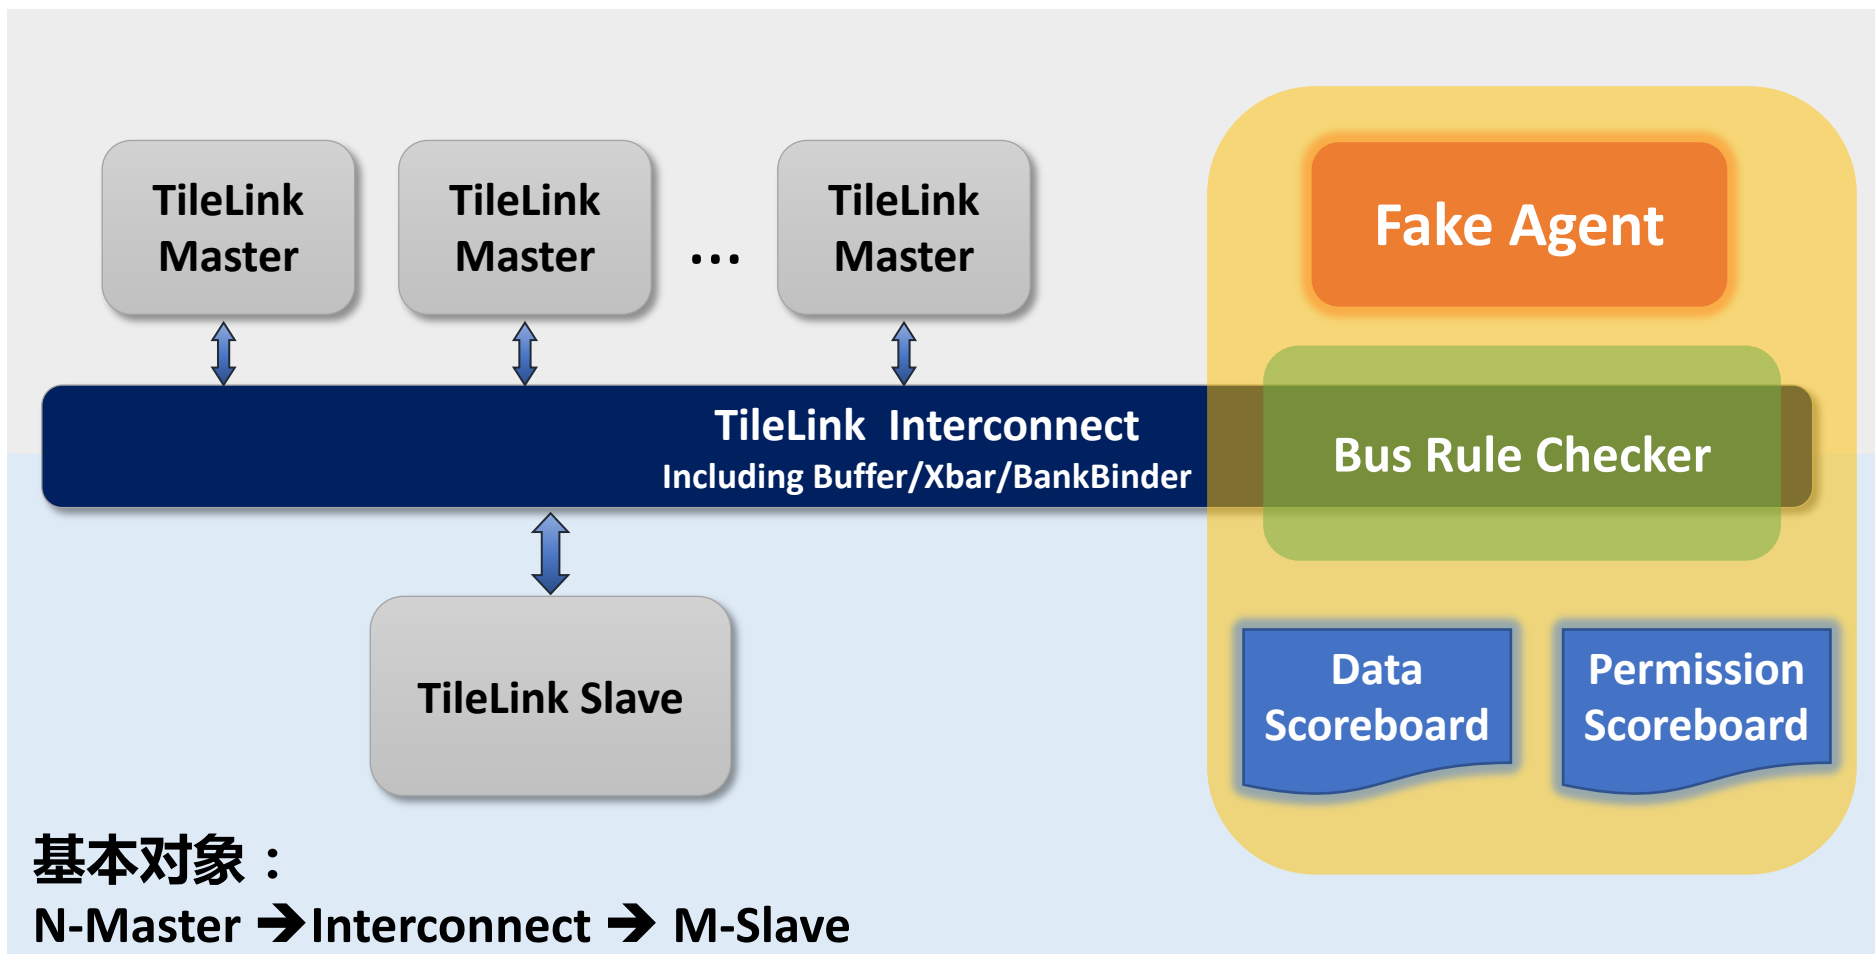 TileLink
Master
TileLink
Master
...
TileLink
Master
Fake Agent
TileLink Interconnect
Including Buffer/Xbar/BankBinder
Bus Rule Checker
TileLink Slave
Data
Scoreboard
Permission
Scoreboard
基本对象：
N-Master ➔Interconnect ➔ M-Slave